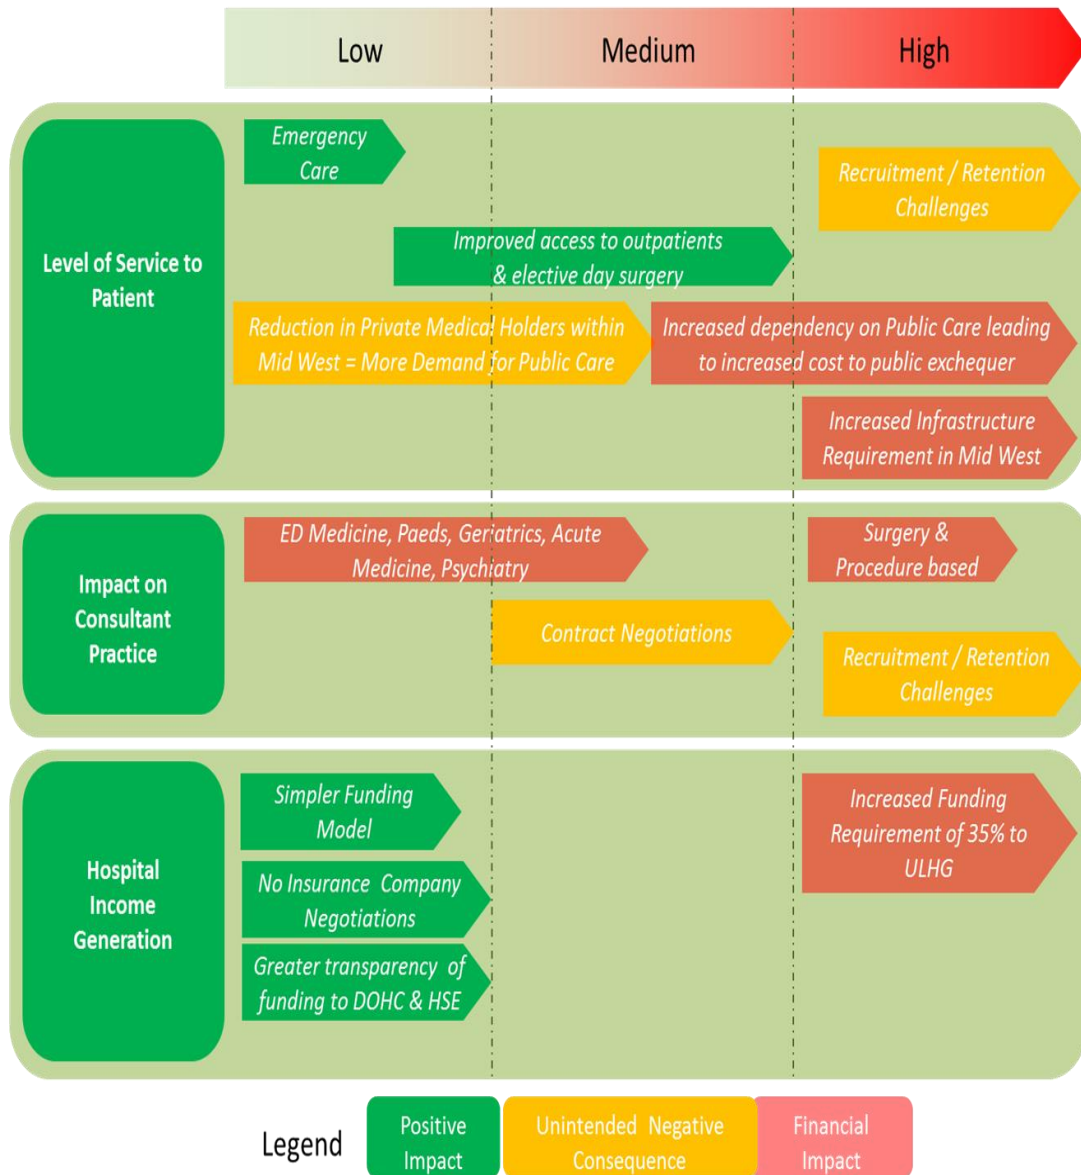 Low
Medium
High
Level of Service to
Patient
Emergency
Care
Recruitment / Retention
Challenges
Improved access to outpatients
& elective day surgery
Reduction in Private Medical Holders within
Mid West = More Demand for Public Care
Increased dependency on Public Care leading
to increased cost to public exchequer
Increased Infrastructure
Requirement in Mid West
Impact on
Consultant
Practice
ED Medicine, Paeds, Geriatrics, Acute
Medicine, Psychiatry
Surgery &
Procedure based
Contract Negotiations
Recruitment / Retention
Challenges
Hospital
Income
Generation
Simpler Funding
Model
Increased Funding
Requirement of 35% to
ULHG
No Insurance Company
Negotiations
Greater transparency of
funding to DOHC & HSE
Legend
Positive
Impact
Unintended Negative
Consequence
Financial
Impact